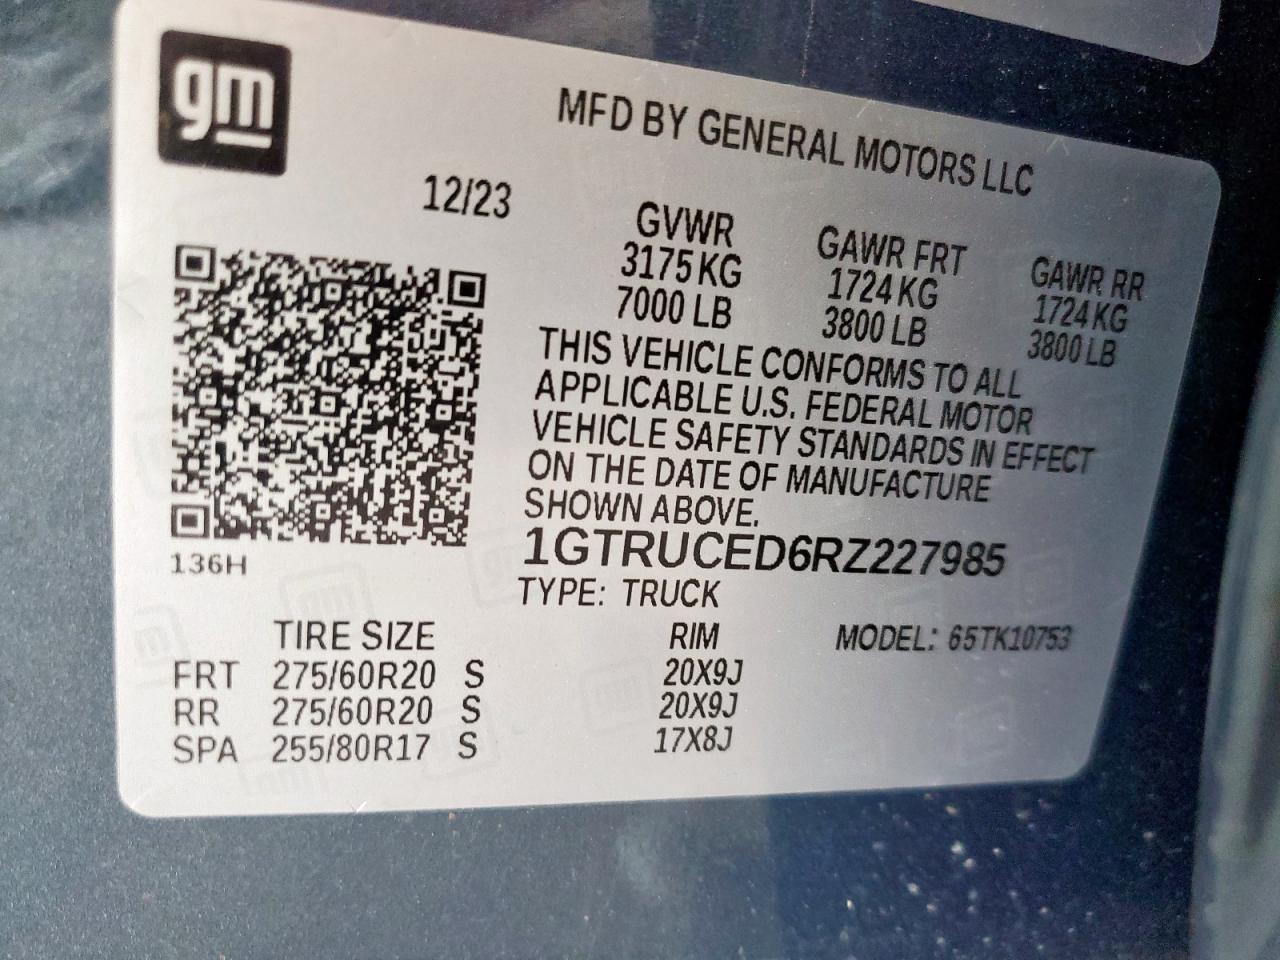 gm
MFD BY GENERAL MOTORS LLC
12/23
GVWR GAWR FRT GAWR RR
3175 KG 1724 KG 1724 KG
7000 LB 3800 LB 3800 LB
THIS VEHICLE CONFORMS TO ALL
APPLICABLE U.S. FEDERAL MOTOR
VEHICLE SAFETY STANDARDS IN EFFECT
ON THE DATE OF MANUFACTURE
SHOWN ABOVE.
136H
1GTRUCED6RZ227985
TYPE: TRUCK
TIRE SIZE RIM MODEL: 65TK10753
FRT 275/60R20 S 20X9J
RR 275/60R20 S 20X9J
SPA 255/80R17 S 17X8J